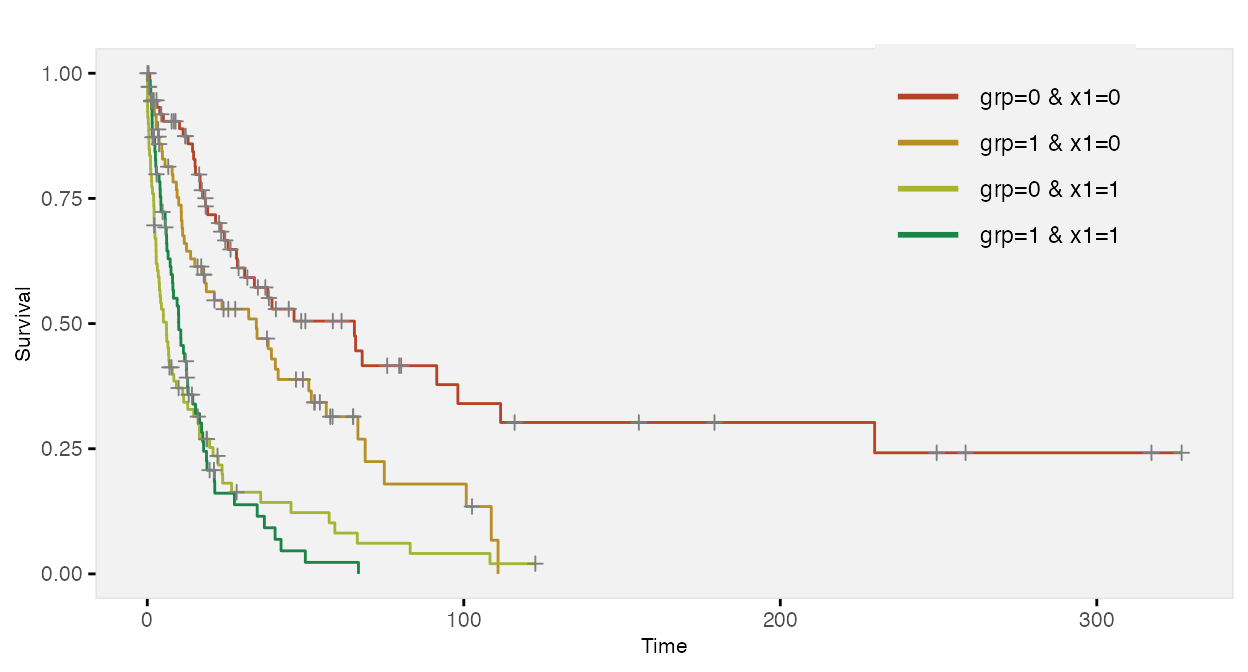 grp=0 & x1=0
grp=1 & x1=0
grp=0 & x1=1
grp=1 & x1=1
1.00
0.75
0.50
0.25
0.00
Survival
0 100 200 300
Time